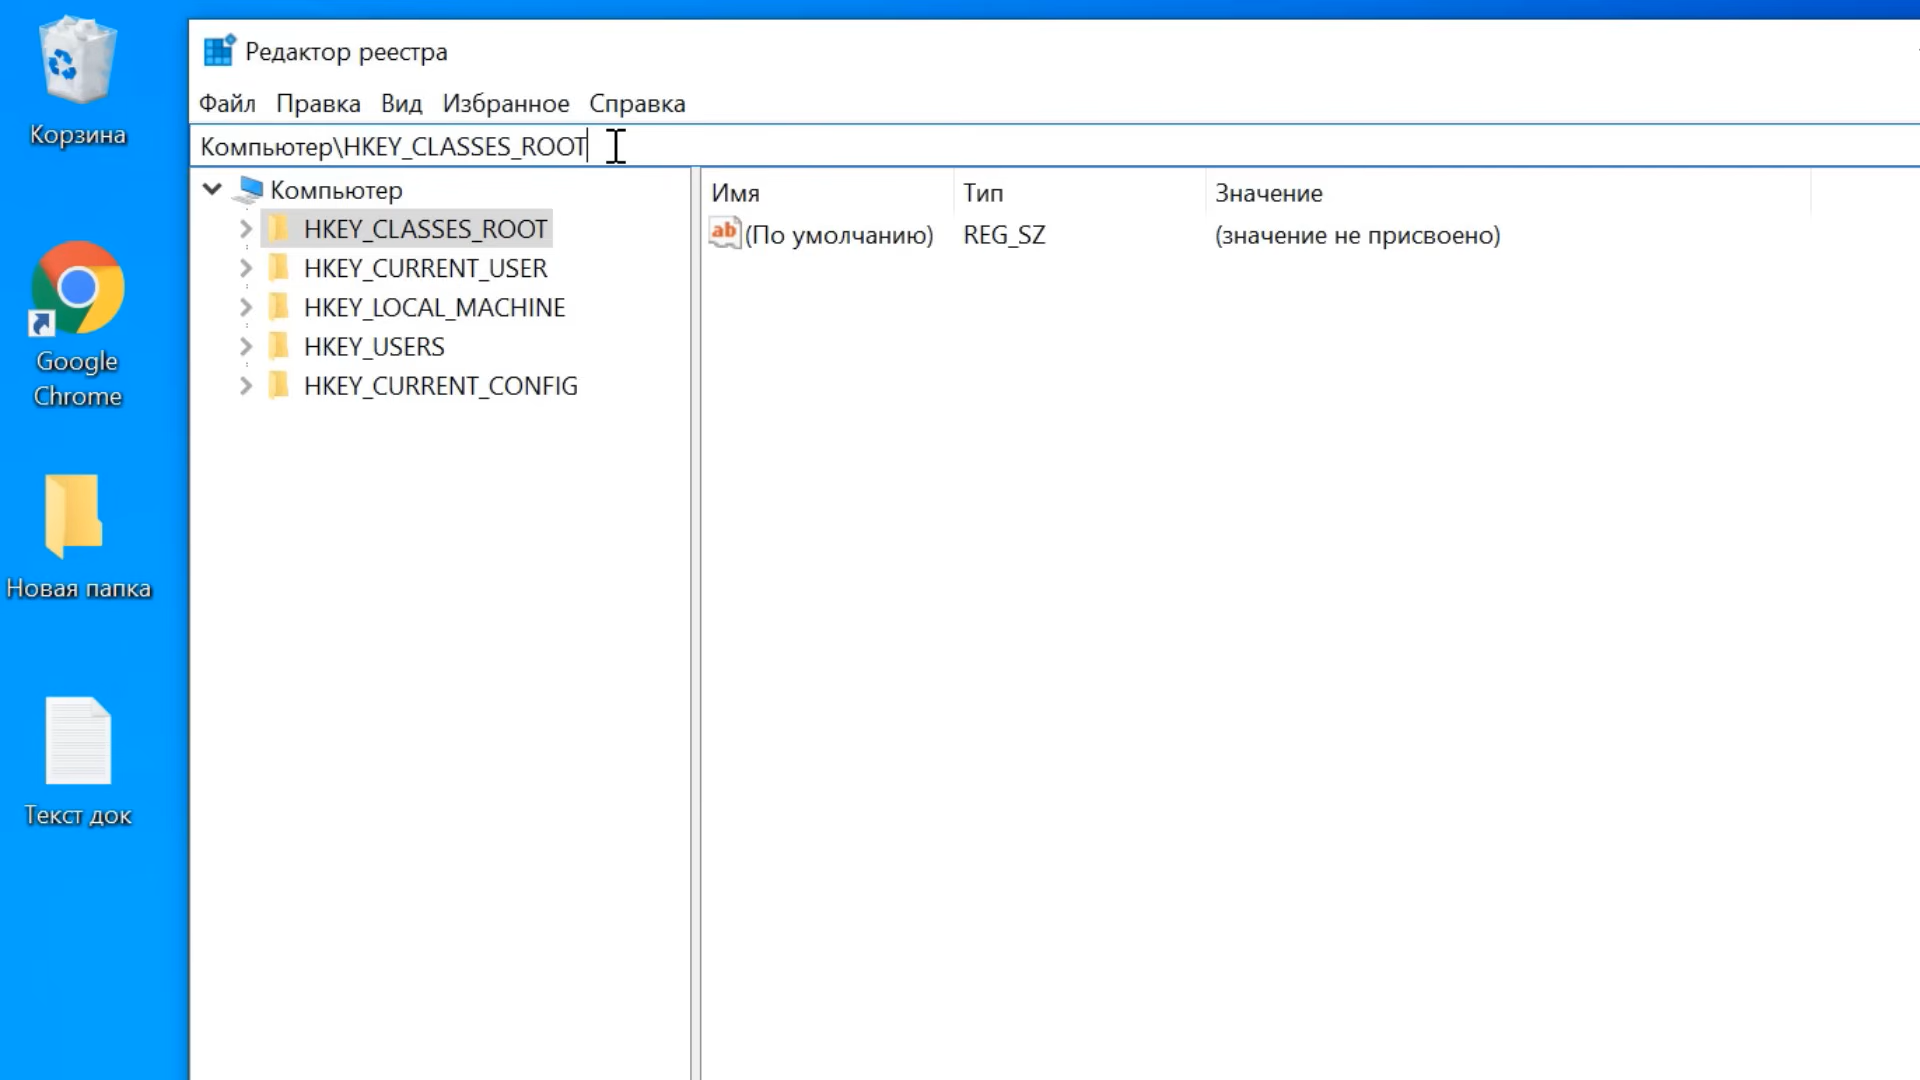 Корзина
Google
Chrome
Новая папка
Текст док
Редактор реестра
Файл Правка Вид Избранное Справка
Компьютер\HKEY_CLASSES_ROOT
Компьютер
HKEY_CLASSES_ROOT
HKEY_CURRENT_USER
HKEY_LOCAL_MACHINE
HKEY_USERS
HKEY_CURRENT_CONFIG
Имя Тип Значение
ab (По умолчанию) REG_SZ (значение не присвоено)